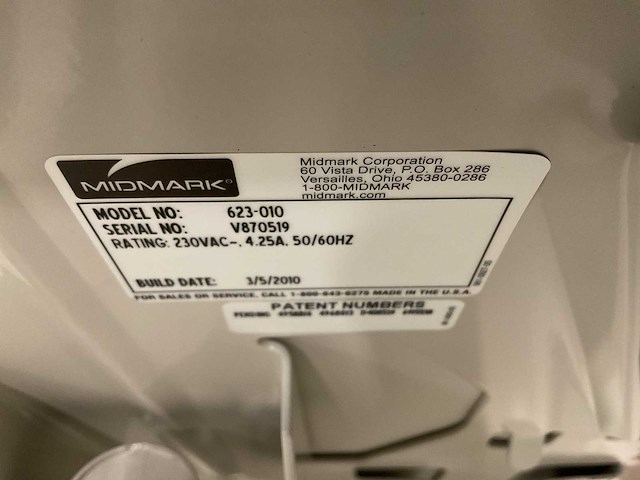 MIDMARK®
Midmark Corporation
60 Vista Drive, P.O. Box 286
Versailles, Ohio 45380-0286
1-800-MIDMARK
midmark.com
MODEL NO: 623-010
SERIAL NO: V870519
RATING: 230VAC~, 4.25A, 50/60HZ
BUILD DATE: 3/5/2010
FOR SALES OR SERVICE, CALL 1-800-643-6275 MADE IN THE U.S.A.
PATENT NUMBERS
PENDING